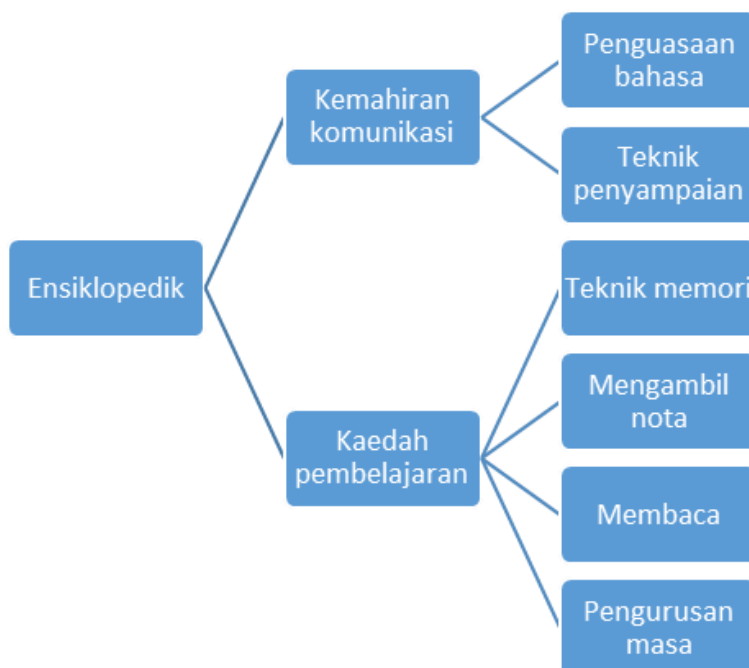 Ensiklopedik
Kemahiran
komunikasi
Penguasaan
bahasa
Teknik
penyampaian
Kaedah
pembelajaran
Teknik memori
Mengambil
nota
Membaca
Pengurusan
masa